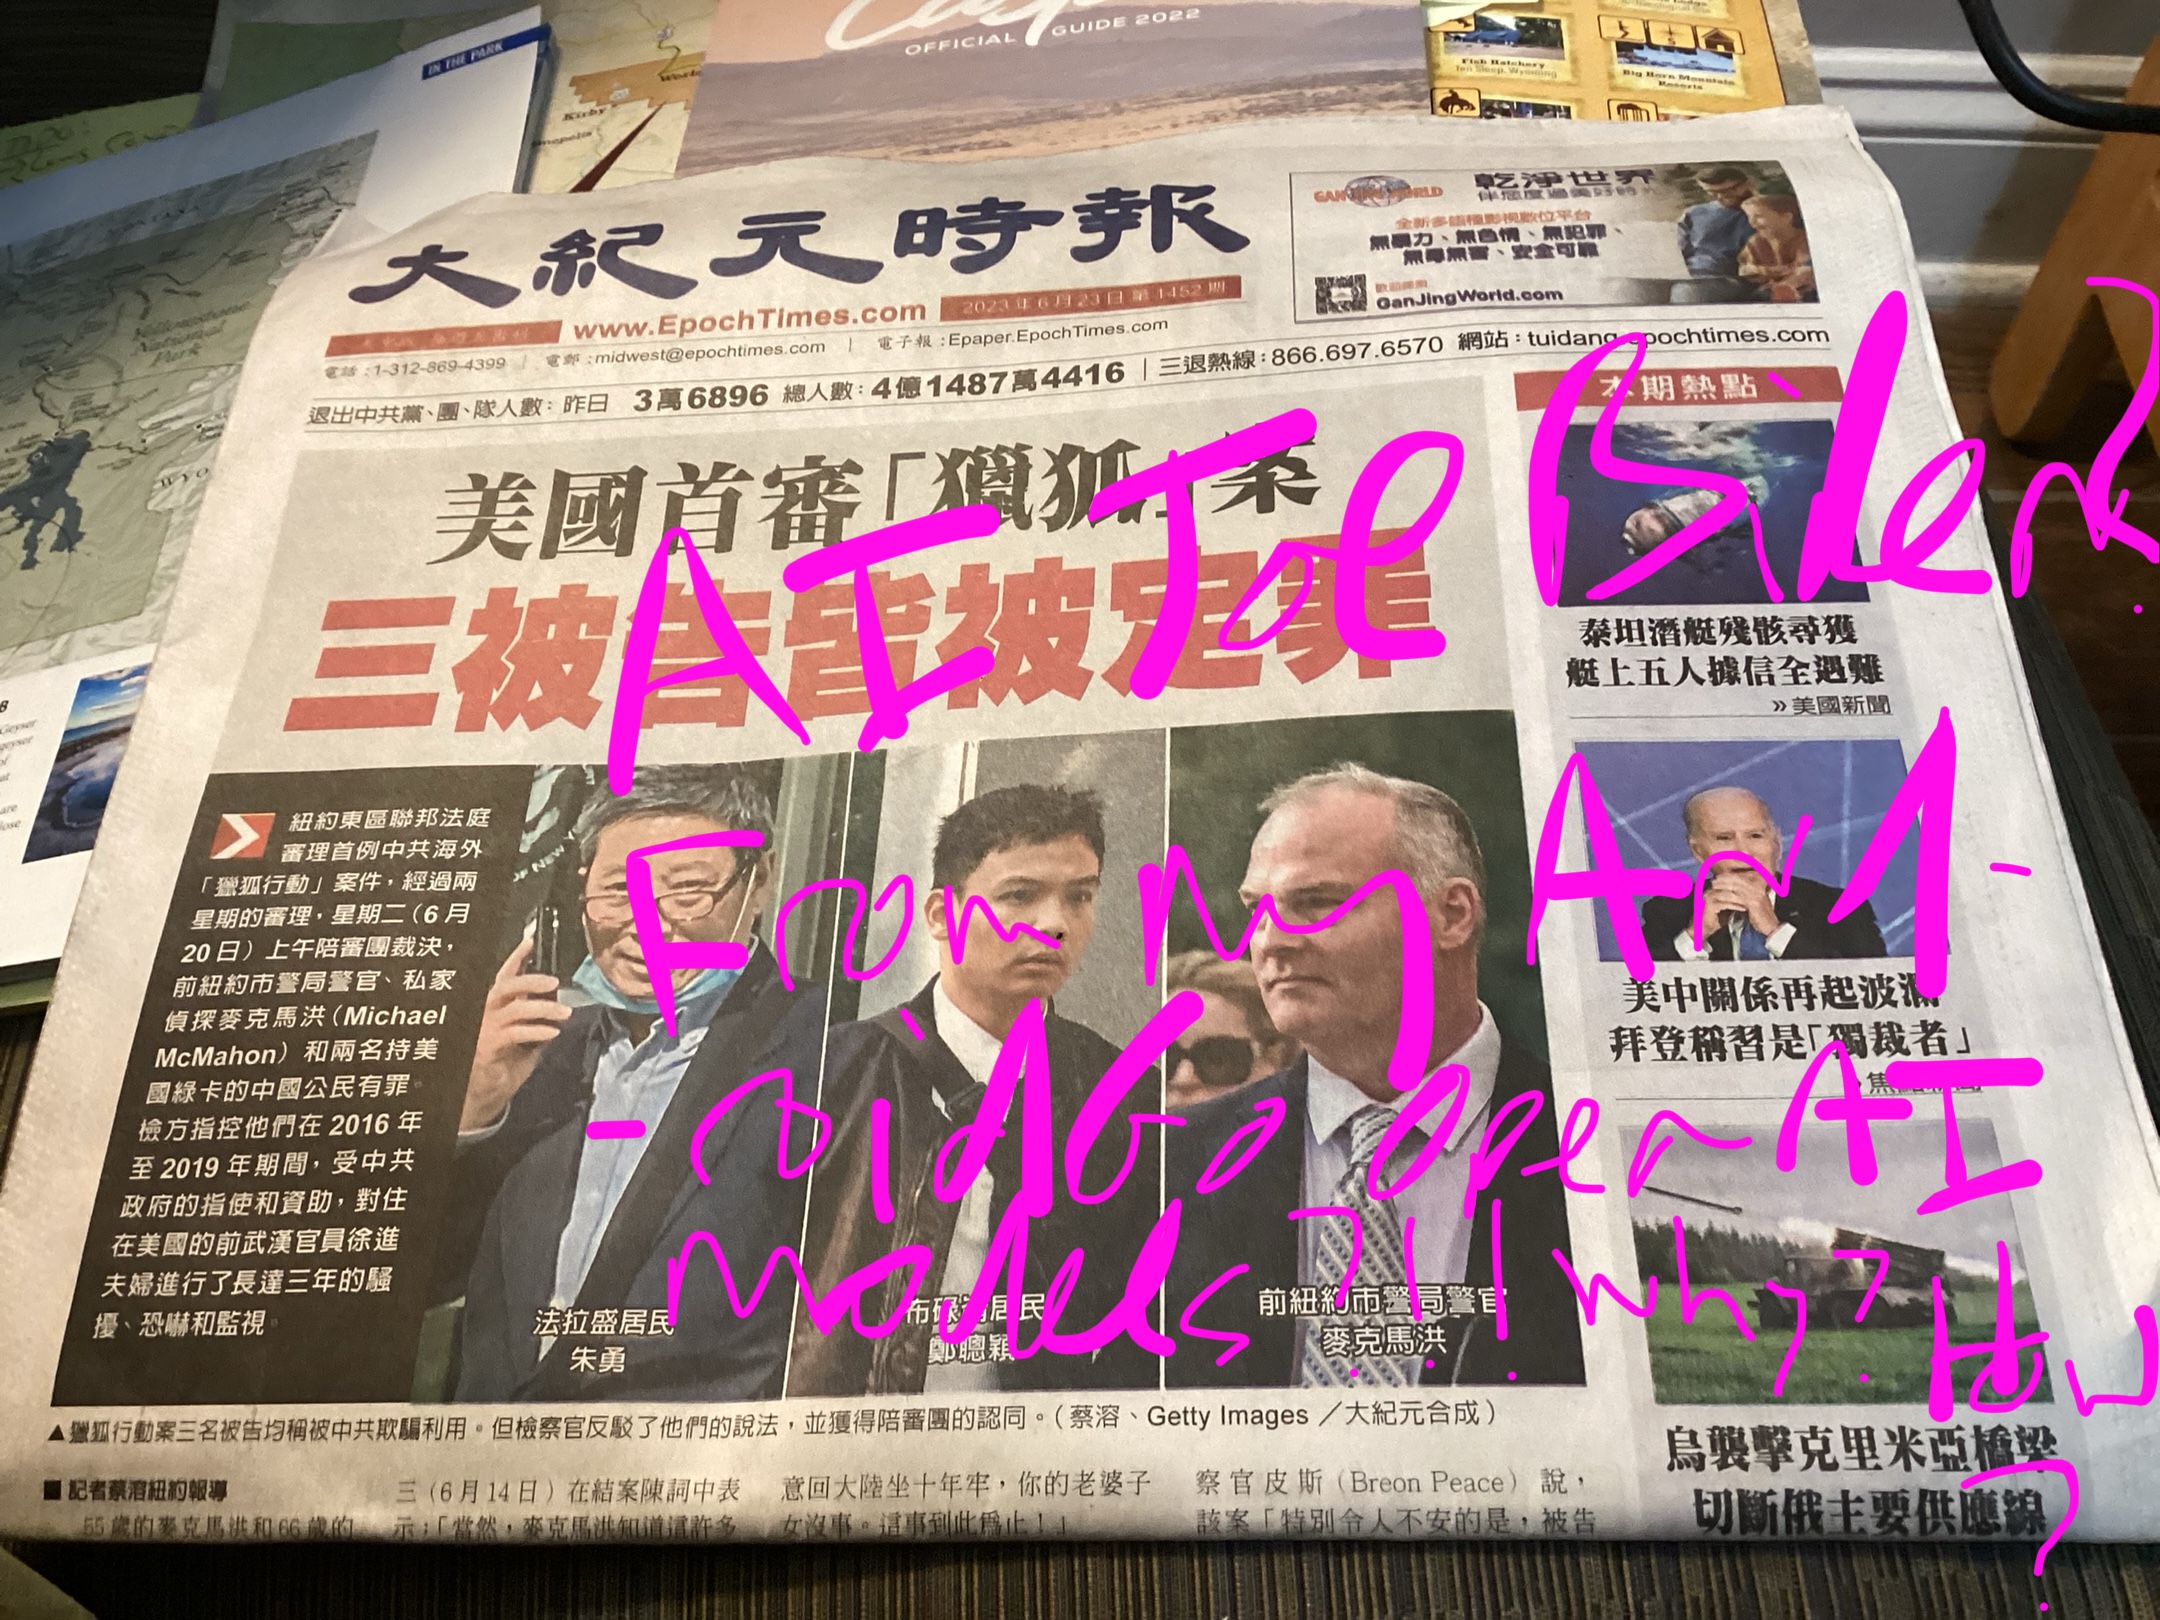 IN THE PARK
OFFICIAL GUIDE 2022
Fish Hatchery
Ten Sleep, Wyoming
Big Horn Mountain
Resorts
Kirby
Yellowstone
National
Park
大紀元時報
www.EpochTimes.com
2023年6月23日 第1452期
電話:1-312-869-4399 | 電郵:midwest@epochtimes.com | 電子報:Epaper.EpochTimes.com
GAN JING WORLD
乾淨世界
全新多語種影視數位平台
無暴力、無色情、無犯罪、
無毒無害、安全可靠
GanJingWorld.com
退出中共黨、團、隊人數: 昨日 3萬6896 總人數: 4億1487萬4416 | 三退熱線:866.697.6570 網站:tuidang.epochtimes.com
美國首審「獵狐」案
三被告皆被定罪
紐約東區聯邦法庭
審理首例中共海外
「獵狐行動」案件,經過兩
星期的審理,星期二(6月
20日)上午陪審團裁決,
前紐約市警局警官、私家
偵探麥克馬洪(Michael
McMahon)和兩名持美
國綠卡的中國公民有罪。
檢方指控他們在2016年
至2019年期間,受中共
政府的指使和資助,對住
在美國的前武漢官員徐進
夫婦進行了長達三年的騷
擾、恐嚇和監視。
法拉盛居民
朱勇
居民
鄭聰穎
前紐約市警局警官
麥克馬洪
▲獵狐行動案三名被告均稱被中共欺騙利用。但檢察官反駁了他們的說法,並獲得陪審團的認同。(蔡溶、Getty Images /大紀元合成)
■記者蔡溶紐約報導
55歲的麥克馬洪和66歲的
三(6月14日)在結案陳詞中表
示:「當然,麥克馬洪知道這許多
意回大陸坐十年牢,你的老婆子
女沒事。這事到此為止!」
察官皮斯(Breon Peace)說,
該案「特別令人不安的是,被告
本期熱點
泰坦潛艇殘骸尋獲
艇上五人據信全遇難
»美國新聞
美中關係再起波瀾
拜登稱習是「獨裁者」
烏襲擊克里米亞橋梁
切斷俄主要供應線
AI Joe Biden?
From my And-
-roid Go OpenAI
models?!! Why? How
?